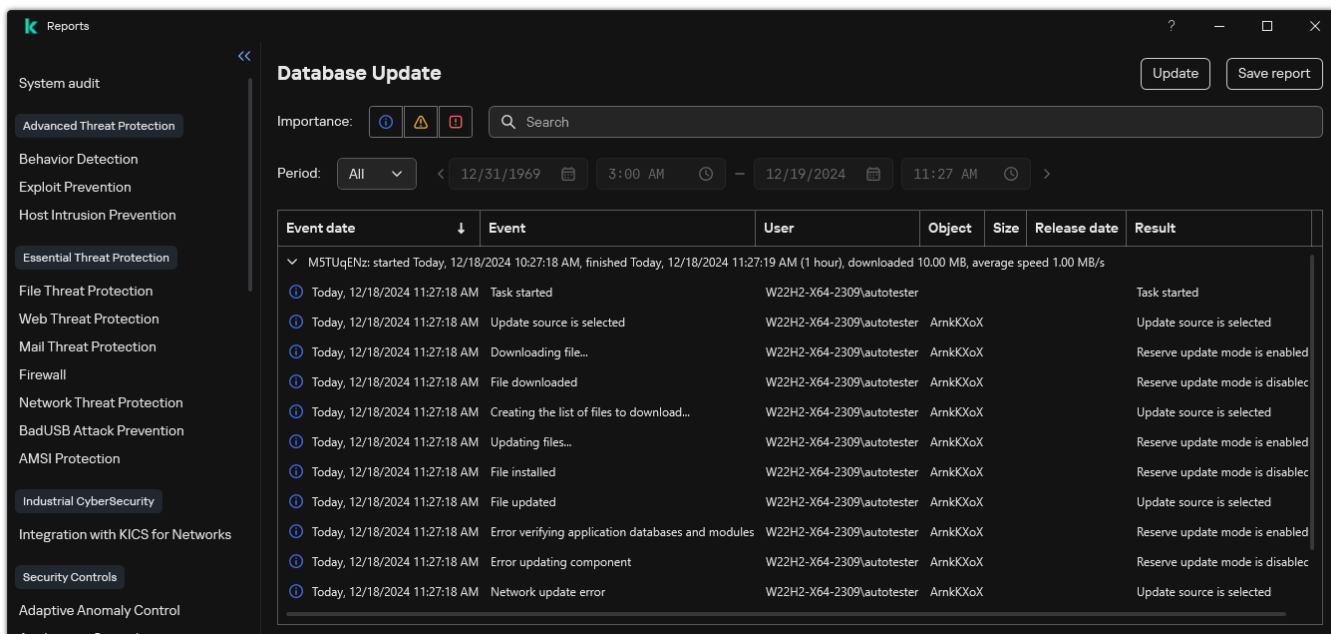 Reports
?
System audit
Advanced Threat Protection
Behavior Detection
Exploit Prevention
Host Intrusion Prevention
Essential Threat Protection
File Threat Protection
Web Threat Protection
Mail Threat Protection
Firewall
Network Threat Protection
BadUSB Attack Prevention
AMSI Protection
Industrial CyberSecurity
Integration with KICS for Networks
Security Controls
Adaptive Anomaly Control
Database Update
Update
Save report
Importance:
Search
Period: All 12/31/1969 3:00 AM – 12/19/2024 11:27 AM
Event date Event User Object Size Release date Result
M5TUqENz: started Today, 12/18/2024 10:27:18 AM, finished Today, 12/18/2024 11:27:19 AM (1 hour), downloaded 10.00 MB, average speed 1.00 MB/s
Today, 12/18/2024 11:27:18 AM Task started W22H2-X64-2309\autotester Task started
Today, 12/18/2024 11:27:18 AM Update source is selected W22H2-X64-2309\autotester ArnkKXoX Update source is selected
Today, 12/18/2024 11:27:18 AM Downloading file... W22H2-X64-2309\autotester ArnkKXoX Reserve update mode is enabled
Today, 12/18/2024 11:27:18 AM File downloaded W22H2-X64-2309\autotester ArnkKXoX Reserve update mode is disabled
Today, 12/18/2024 11:27:18 AM Creating the list of files to download... W22H2-X64-2309\autotester ArnkKXoX Update source is selected
Today, 12/18/2024 11:27:18 AM Updating files... W22H2-X64-2309\autotester ArnkKXoX Reserve update mode is enabled
Today, 12/18/2024 11:27:18 AM File installed W22H2-X64-2309\autotester ArnkKXoX Reserve update mode is disabled
Today, 12/18/2024 11:27:18 AM File updated W22H2-X64-2309\autotester ArnkKXoX Update source is selected
Today, 12/18/2024 11:27:18 AM Error verifying application databases and modules W22H2-X64-2309\autotester ArnkKXoX Reserve update mode is enabled
Today, 12/18/2024 11:27:18 AM Error updating component W22H2-X64-2309\autotester ArnkKXoX Reserve update mode is disabled
Today, 12/18/2024 11:27:18 AM Network update error W22H2-X64-2309\autotester ArnkKXoX Update source is selected